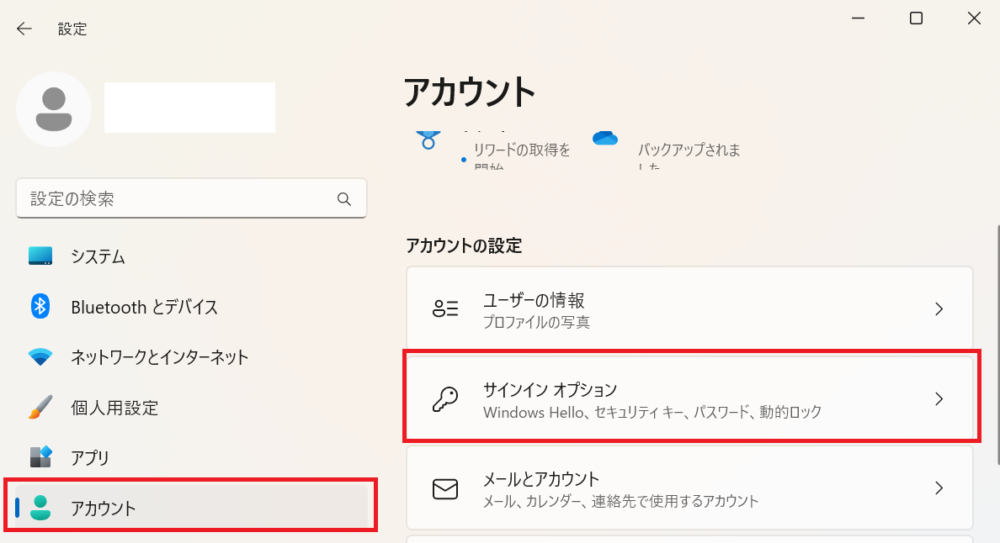 設定
アカウント
リワードの取得を
開始
バックアップされま
した
設定の検索
システム
Bluetooth とデバイス
ネットワークとインターネット
個人用設定
アプリ
アカウント
アカウントの設定
ユーザーの情報
プロファイルの写真
サインイン オプション
Windows Hello、セキュリティ キー、パスワード、動的ロック
メールとアカウント
メール、カレンダー、連絡先で使用するアカウント